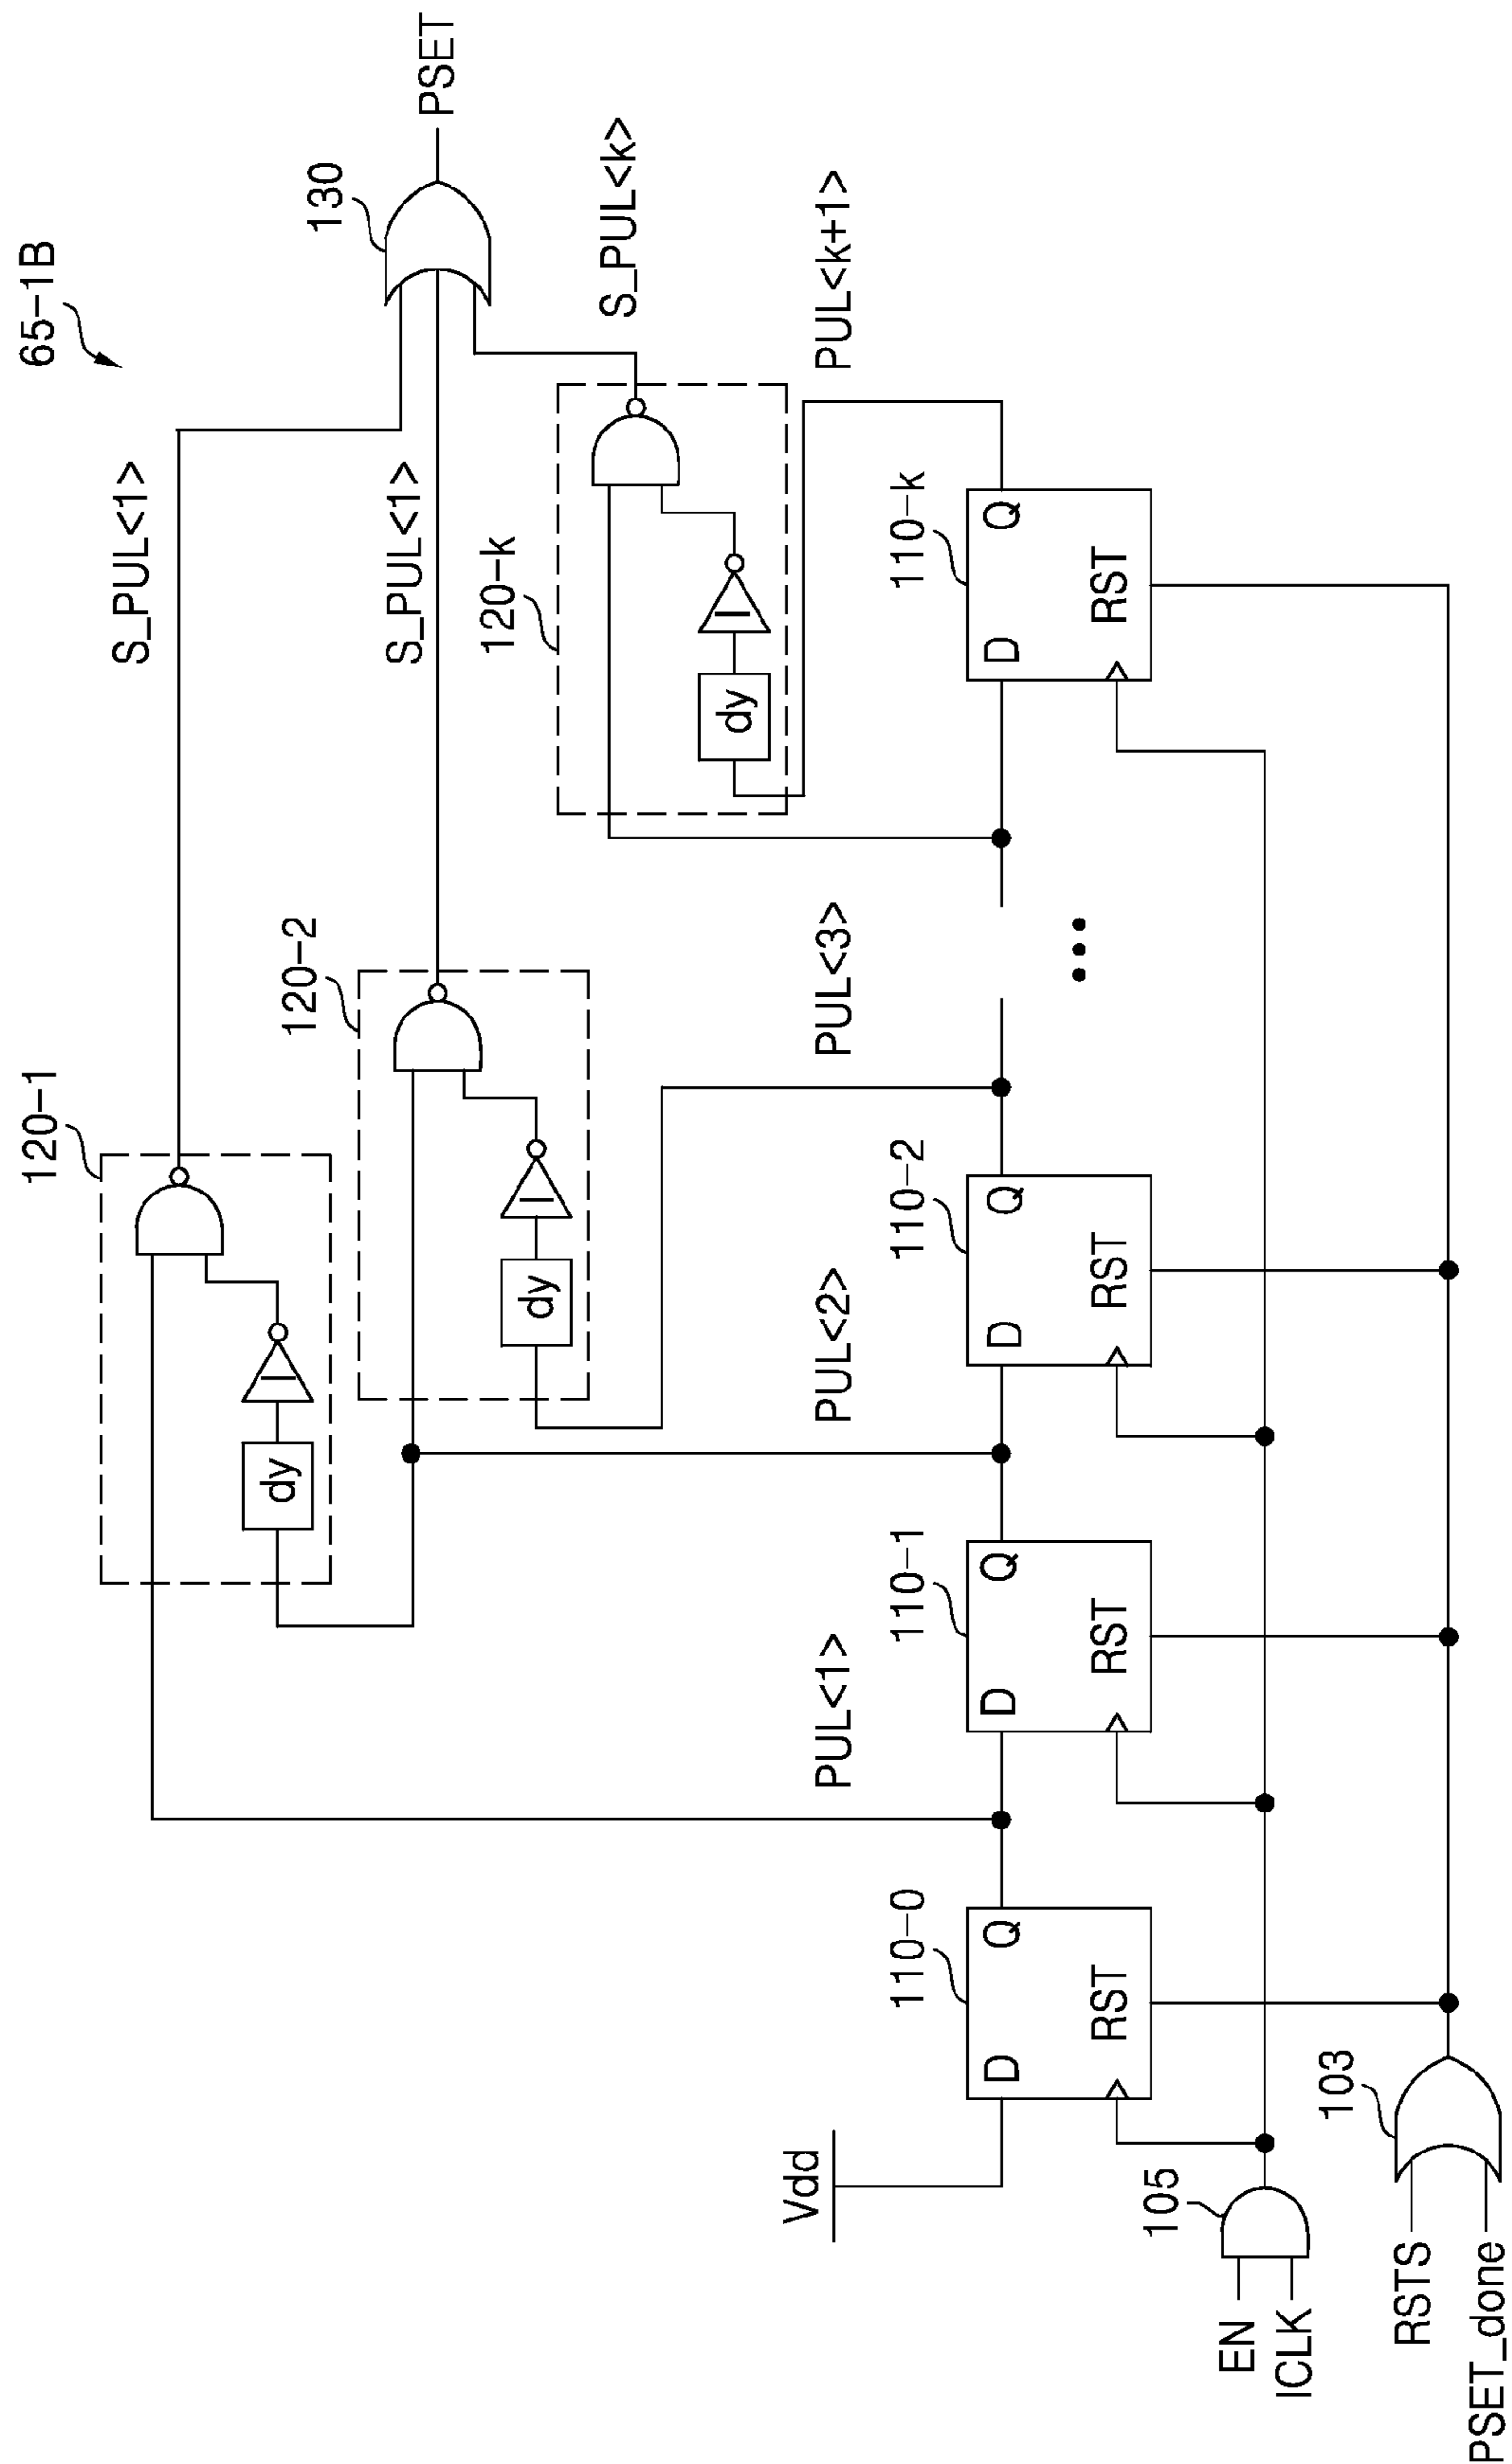 65-1B
120-1
S_PUL<1>
130
PSET
dy
120-2
S_PUL<1>
dy
120-k
S_PUL<k>
dy
Vdd
PUL<1>
PUL<2>
PUL<3>
PUL<k+1>
110-0
110-1
110-2
110-k
D
Q
D
Q
D
Q
D
Q
RST
RST
RST
RST
105
EN
ICLK
103
RSTS
PSET_done